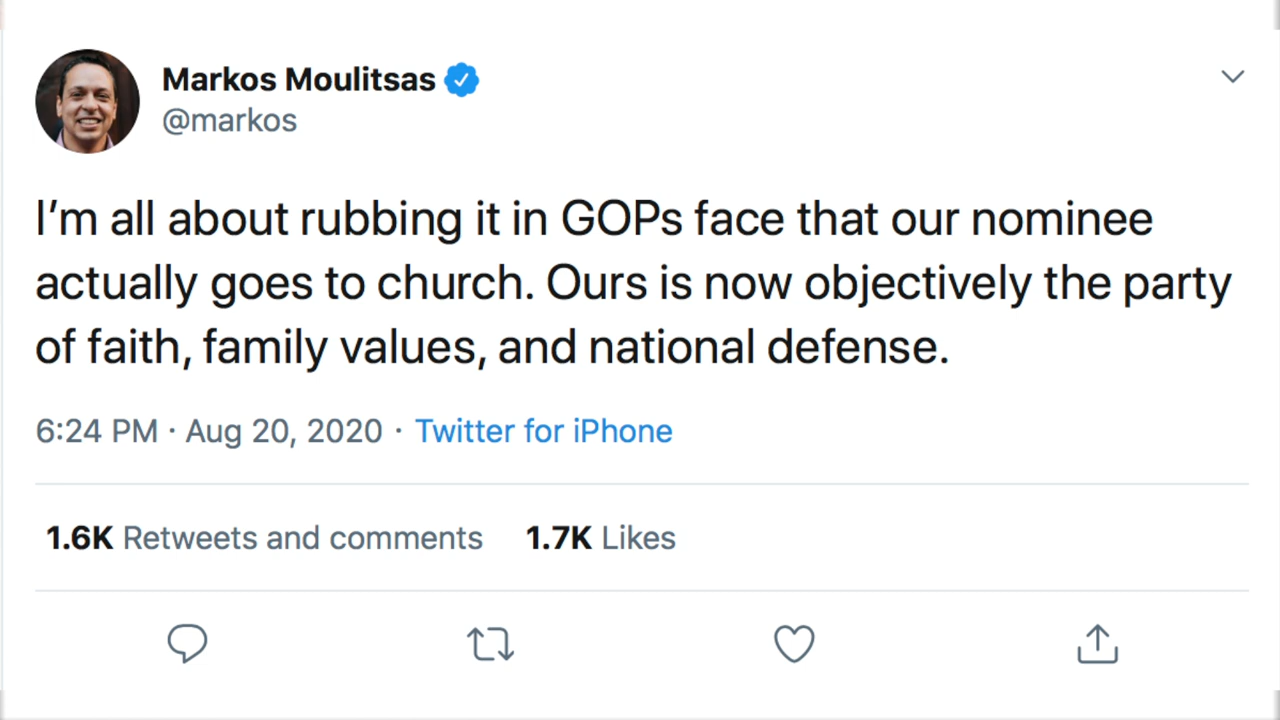 Markos Moulitsas
@markos
I’m all about rubbing it in GOPs face that our nominee
actually goes to church. Ours is now objectively the party
of faith, family values, and national defense.
6:24 PM · Aug 20, 2020 · Twitter for iPhone
1.6K Retweets and comments 1.7K Likes